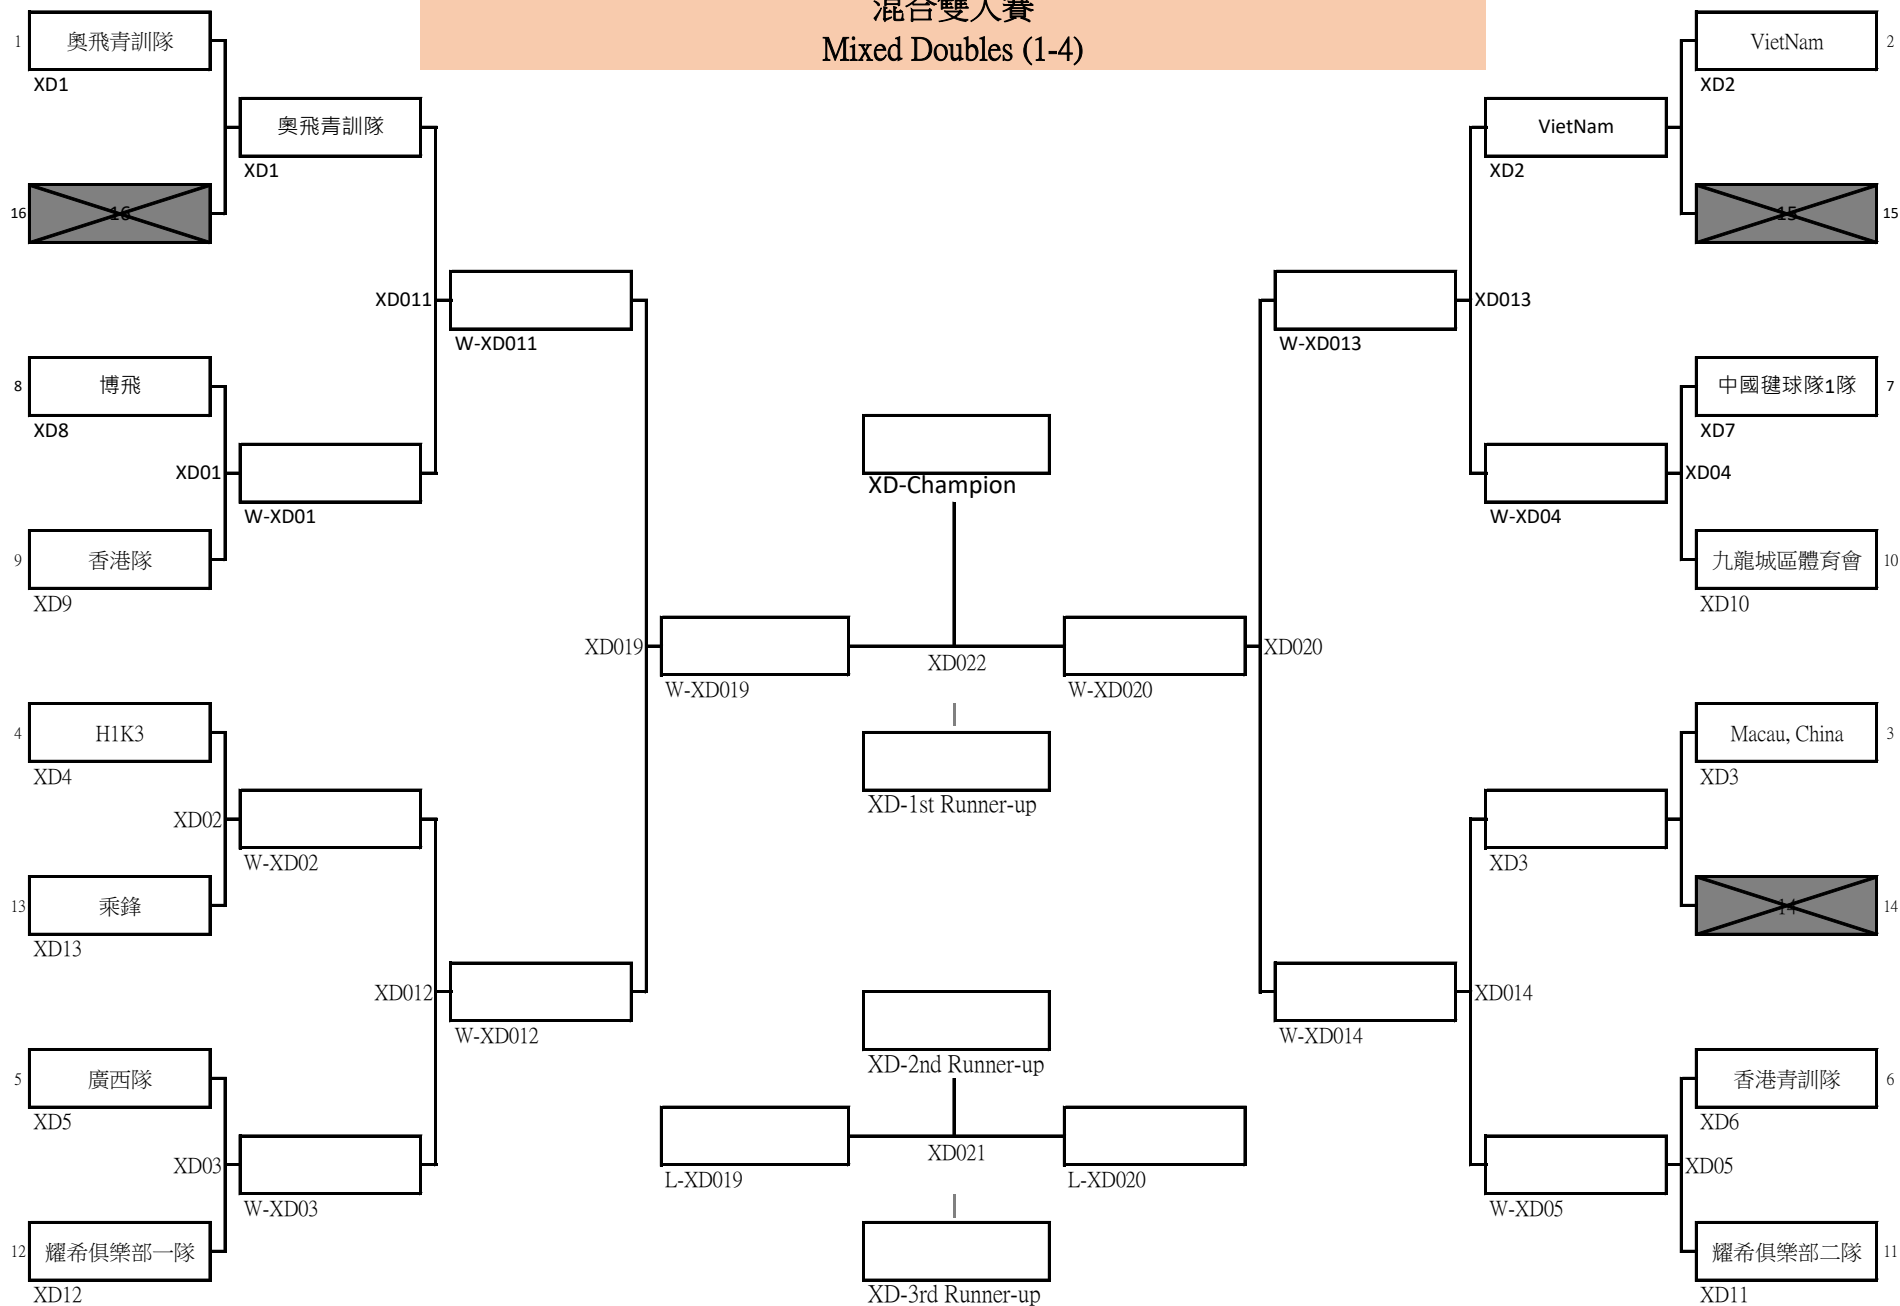 混合雙人賽
Mixed Doubles (1-4)
1 奧飛青訓隊
XD1
奧飛青訓隊
XD1
16 16
XD011
W-XD011
8 博飛
XD8
XD01
W-XD01
9 香港隊
XD9
XD019
W-XD019
4 H1K3
XD4
XD02
W-XD02
13 乘鋒
XD13
XD012
W-XD012
5 廣西隊
XD5
XD03
W-XD03
12 耀希俱樂部一隊
XD12
XD-Champion
XD022
XD-1st Runner-up
XD-2nd Runner-up
L-XD019
XD021
L-XD020
XD-3rd Runner-up
VietNam 2
XD2
VietNam
XD2
15 15
XD013
W-XD013
中國毽球隊1隊 7
XD7
XD04
W-XD04
九龍城區體育會 10
XD10
XD020
W-XD020
Macau, China 3
XD3
XD3
14 14
XD014
W-XD014
香港青訓隊 6
XD6
XD05
W-XD05
耀希俱樂部二隊 11
XD11